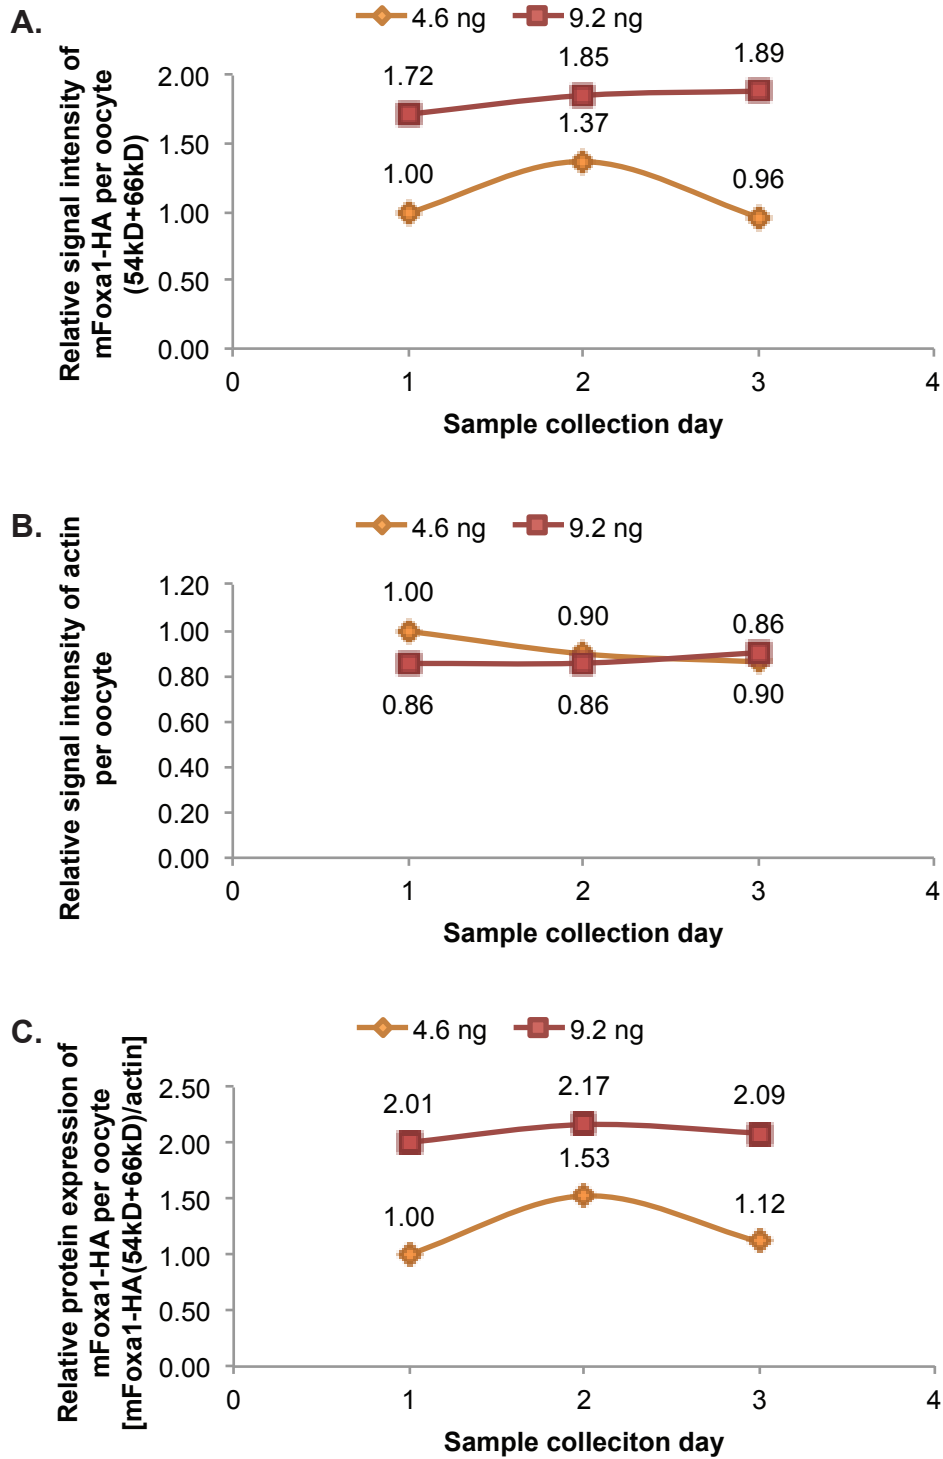 A.
4.6 ng 9.2 ng
Relative signal intensity of
mFoxa1-HA per oocyte
(54kD+66kD)
2.00
1.50
1.00
0.50
0.00
1.72
1.85
1.89
1.00
1.37
0.96
0 1 2 3 4
Sample collection day
B.
4.6 ng 9.2 ng
Relative signal intensity of actin
per oocyte
1.20
1.00
0.80
0.60
0.40
0.20
0.00
1.00
0.90
0.86
0.86
0.86
0.90
0 1 2 3 4
Sample collection day
C.
4.6 ng 9.2 ng
Relative protein expression of
mFoxa1-HA per oocyte
[mFoxa1-HA(54kD+66kD)/actin]
2.50
2.00
1.50
1.00
0.50
0.00
2.01
2.17
2.09
1.00
1.53
1.12
0 1 2 3 4
Sample colleciton day